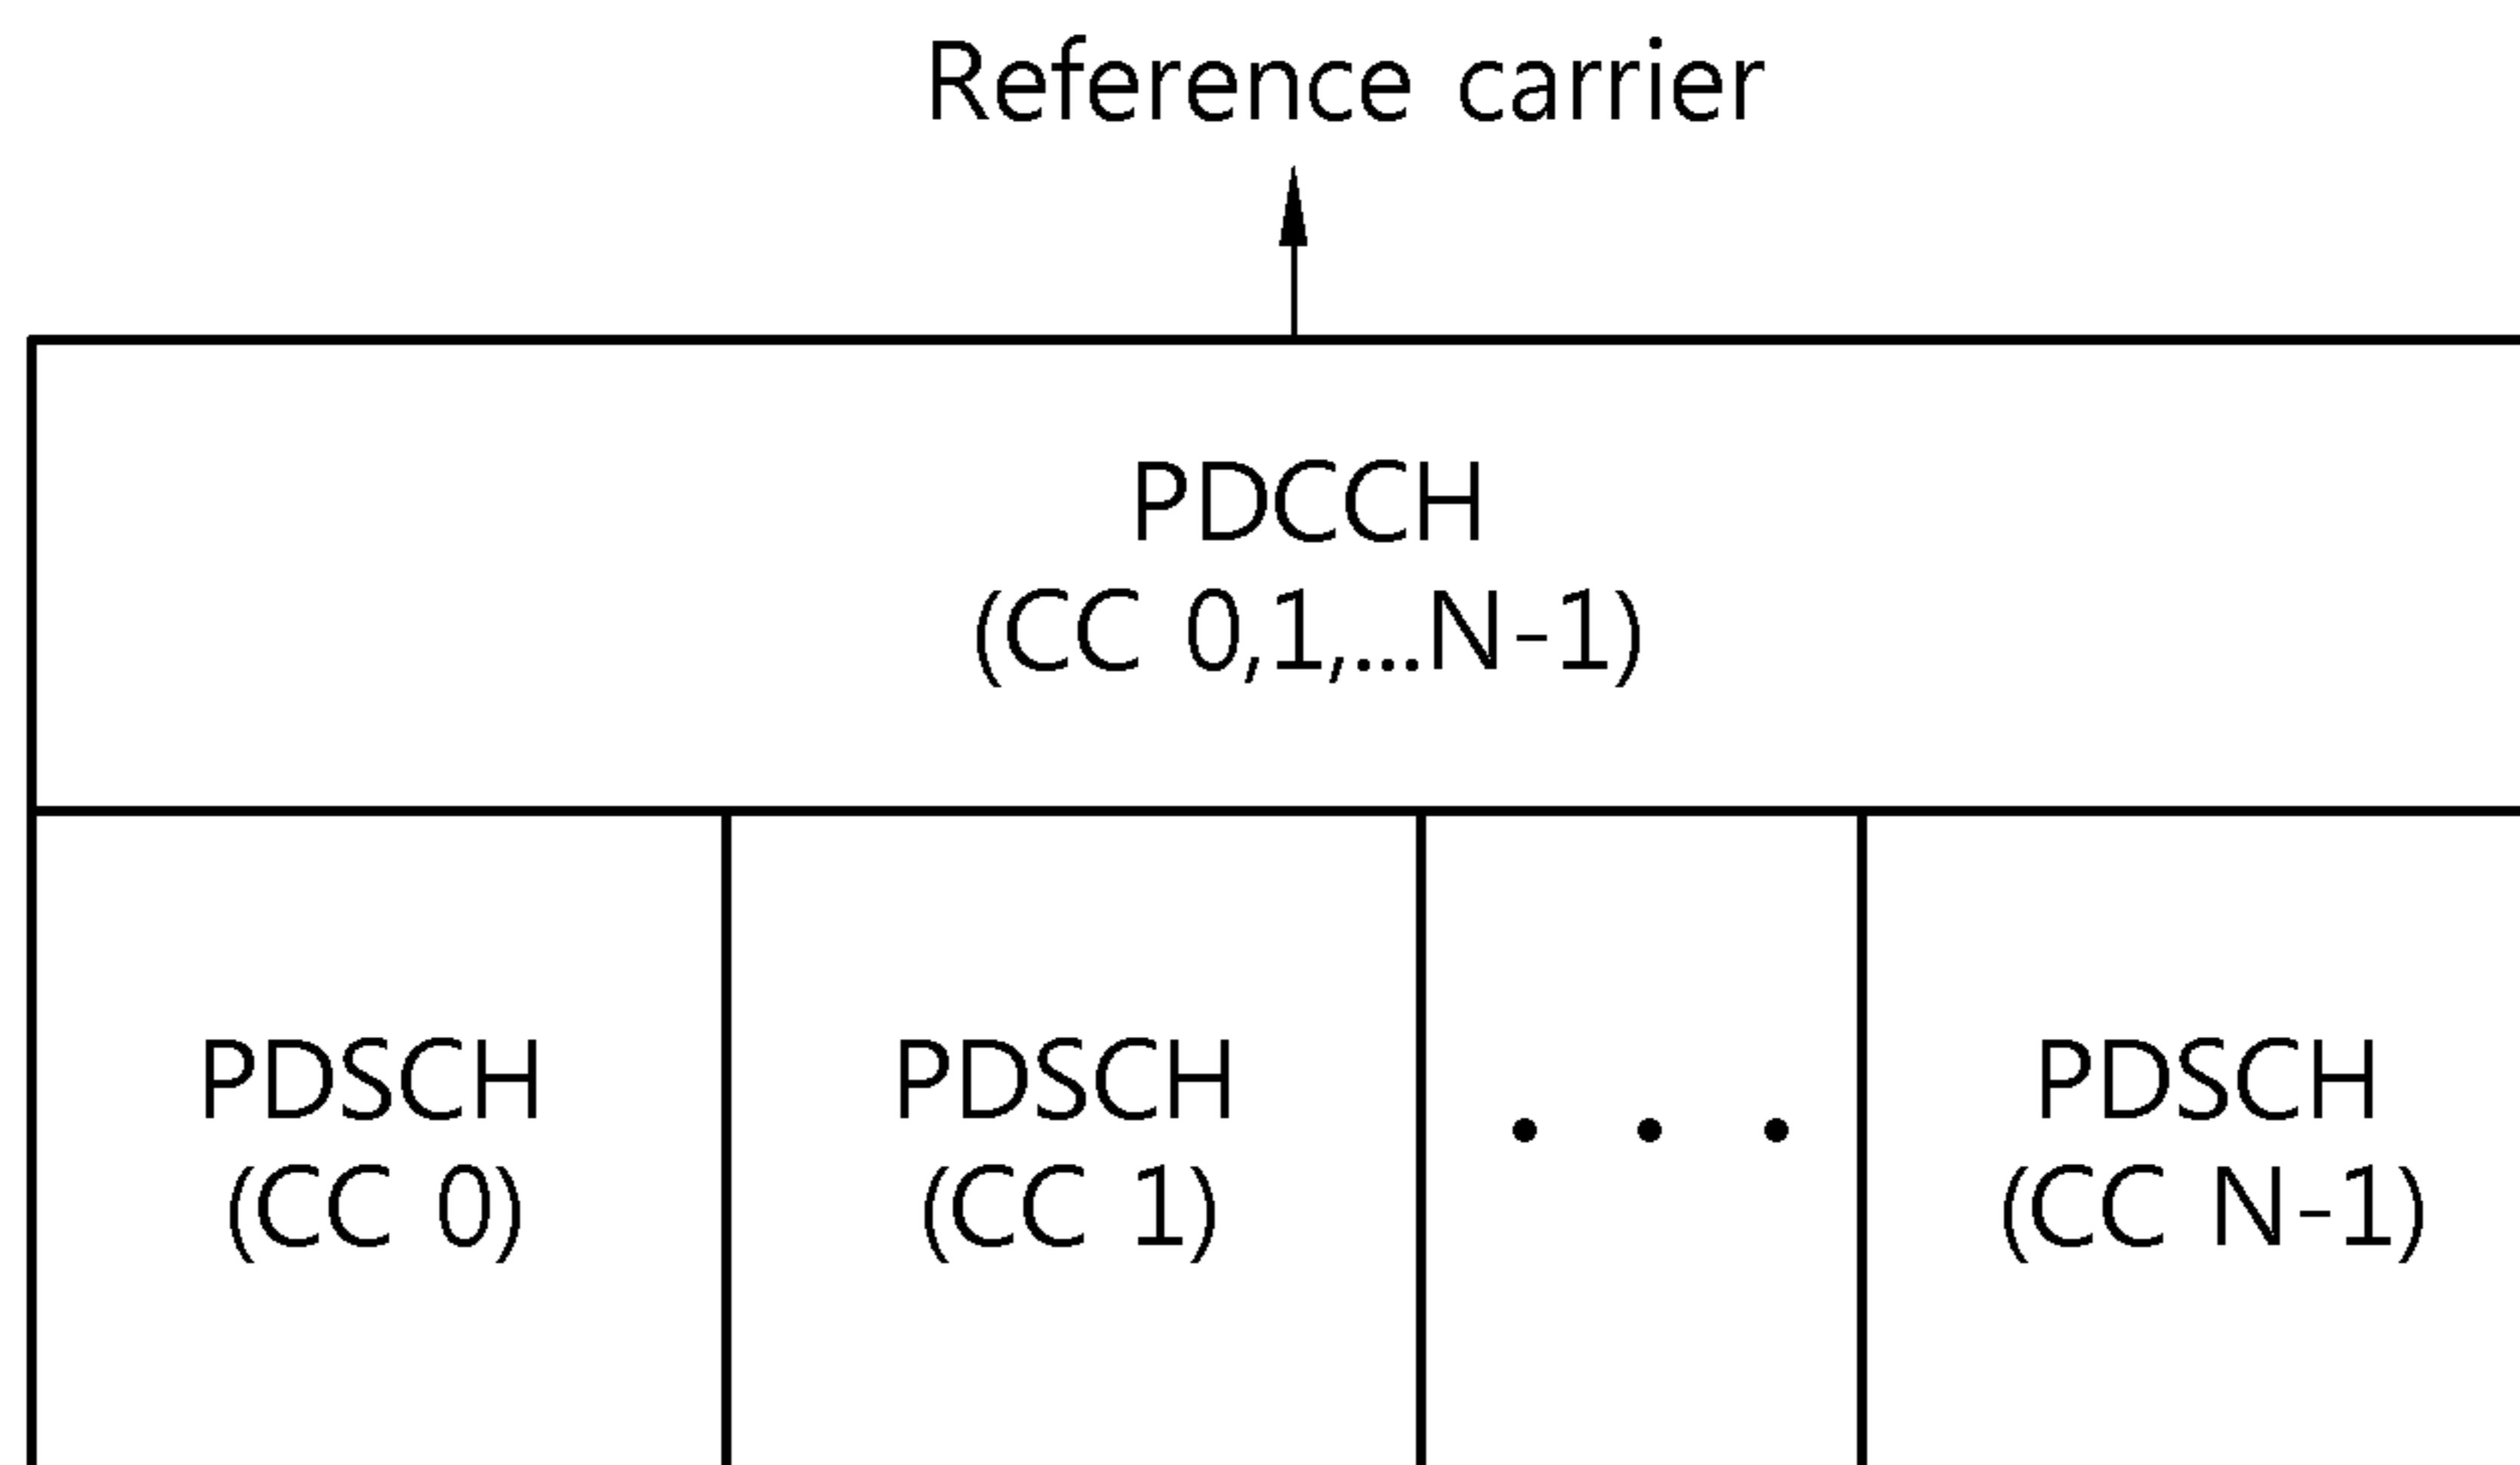 Reference carrier
PDCCH
(CC 0,1,...N-1)
PDSCH
(CC 0)
PDSCH
(CC 1)
• • •
PDSCH
(CC N-1)